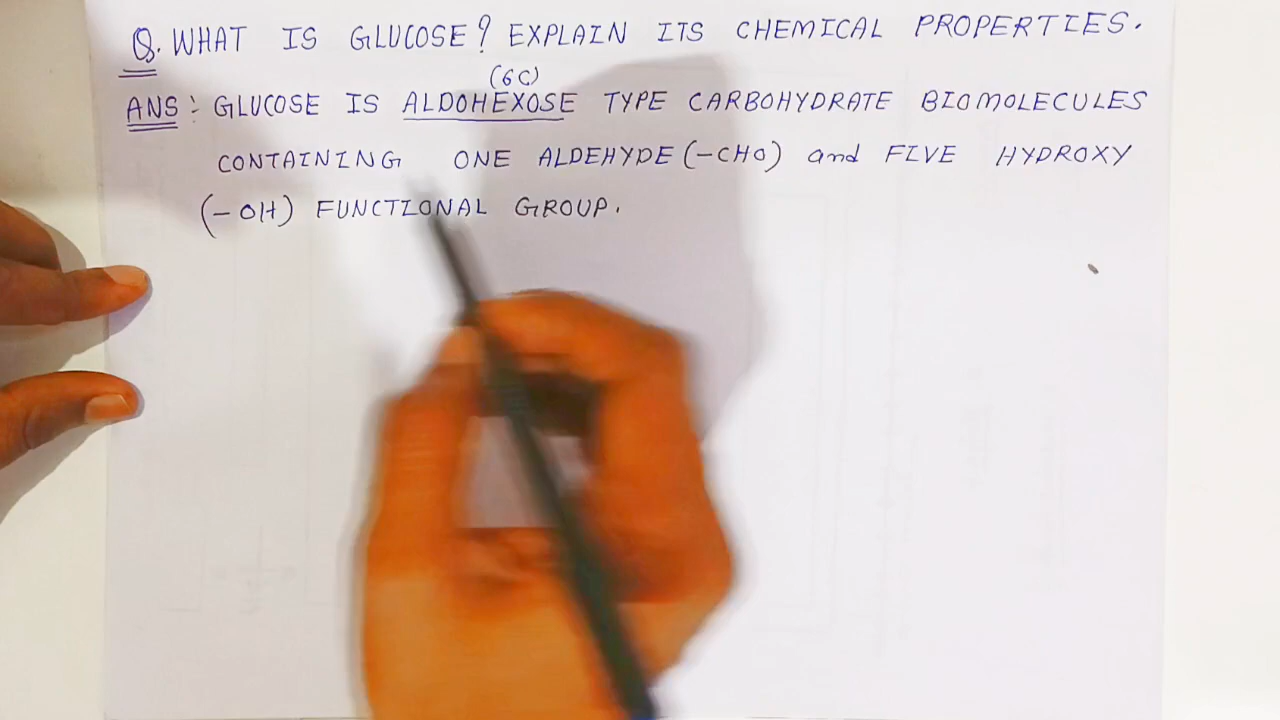 Q. WHAT IS GLUCOSE? EXPLAIN ITS CHEMICAL PROPERTIES.
(6C)
ANS: GLUCOSE IS ALDOHEXOSE TYPE CARBOHYDRATE BIOMOLECULES
CONTAINING ONE ALDEHYDE (-CHO) and FIVE HYDROXY
(-OH) FUNCTIONAL GROUP.